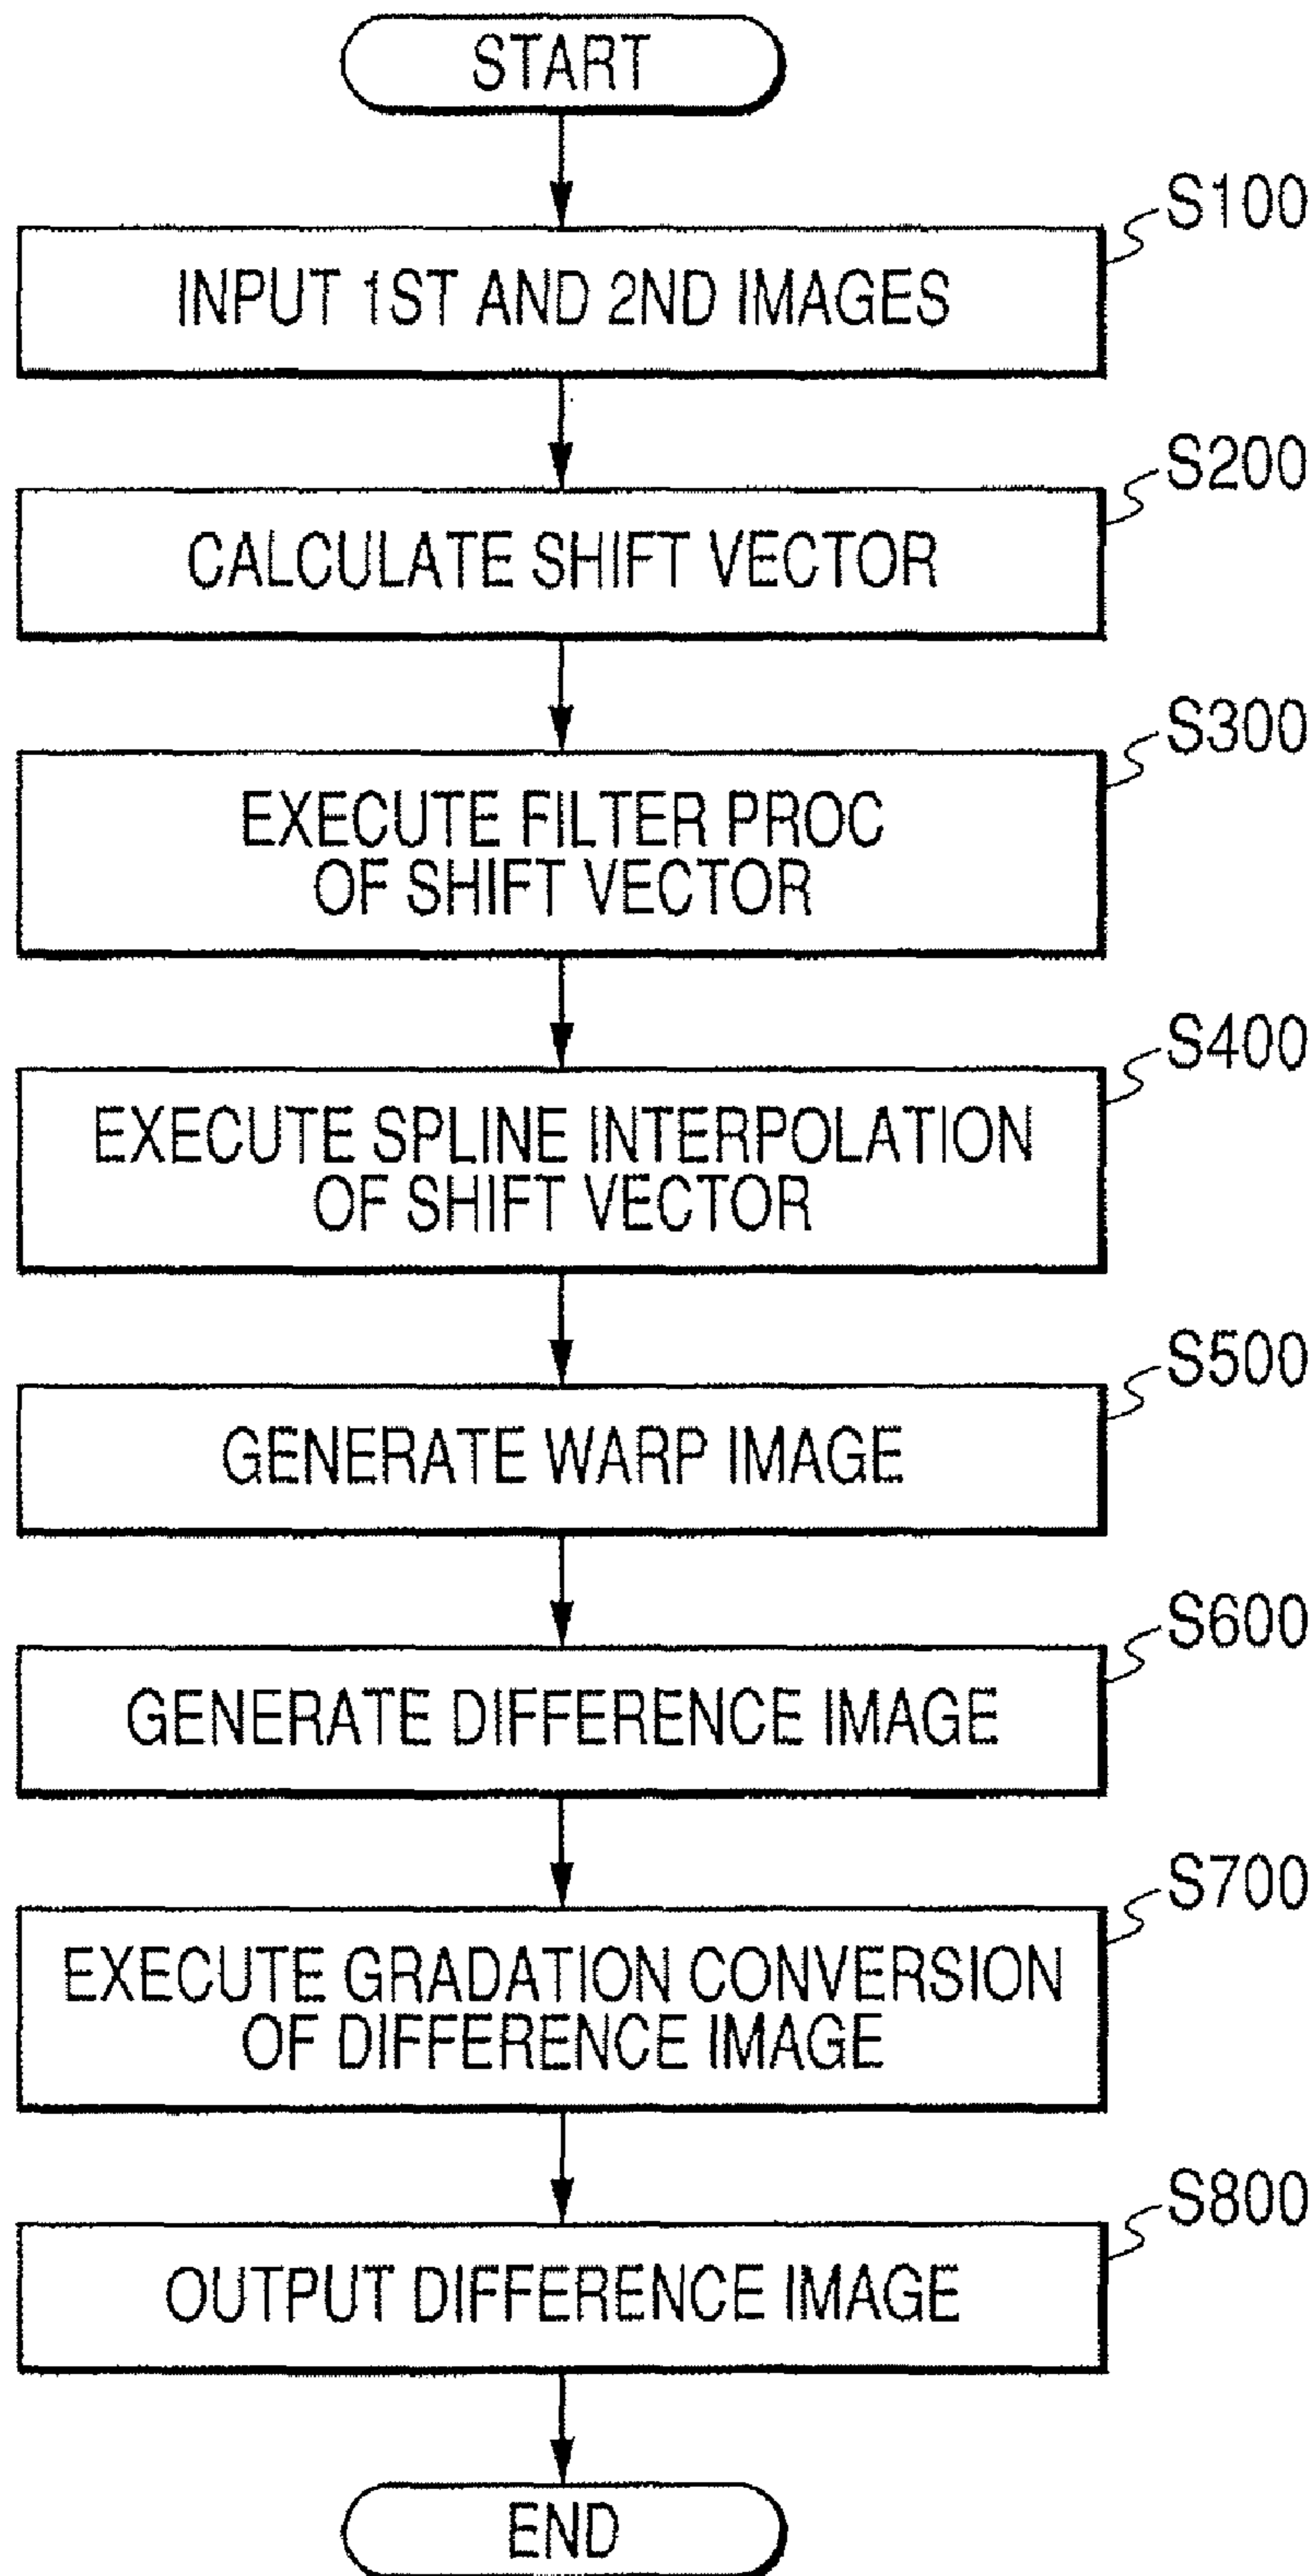 START
S100
INPUT 1ST AND 2ND IMAGES
S200
CALCULATE SHIFT VECTOR
S300
EXECUTE FILTER PROC
OF SHIFT VECTOR
S400
EXECUTE SPLINE INTERPOLATION
OF SHIFT VECTOR
S500
GENERATE WARP IMAGE
S600
GENERATE DIFFERENCE IMAGE
S700
EXECUTE GRADATION CONVERSION
OF DIFFERENCE IMAGE
S800
OUTPUT DIFFERENCE IMAGE
END